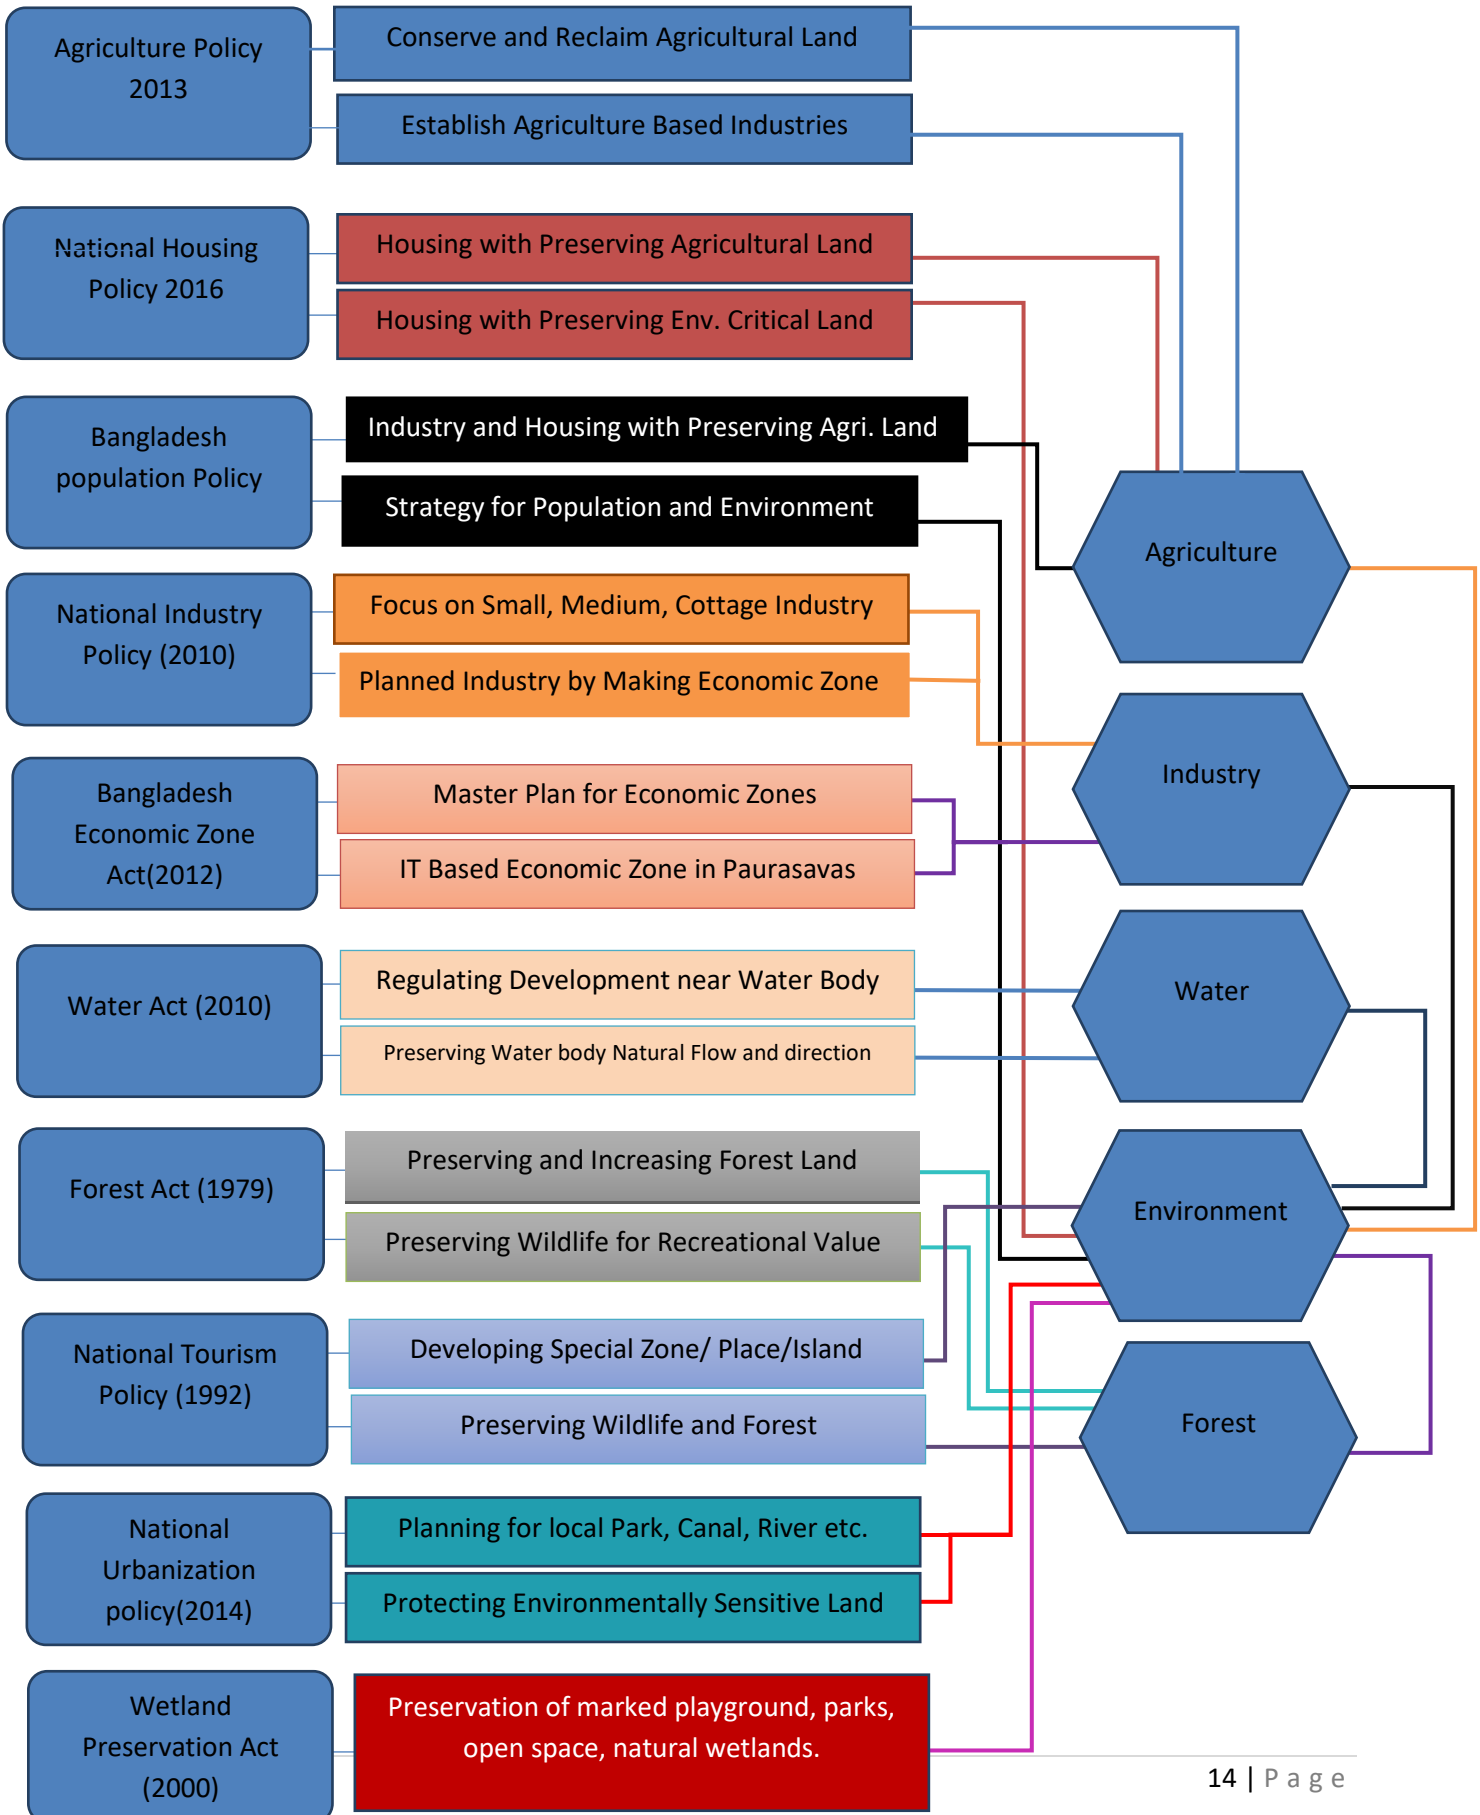 Agriculture Policy
2013
Conserve and Reclaim Agricultural Land
Establish Agriculture Based Industries
National Housing
Policy 2016
Housing with Preserving Agricultural Land
Housing with Preserving Env. Critical Land
Bangladesh
population Policy
Industry and Housing with Preserving Agri. Land
Strategy for Population and Environment
Agriculture
National Industry
Policy (2010)
Focus on Small, Medium, Cottage Industry
Planned Industry by Making Economic Zone
Industry
Bangladesh
Economic Zone
Act(2012)
Master Plan for Economic Zones
IT Based Economic Zone in Paurasavas
Water Act (2010)
Regulating Development near Water Body
Preserving Water body Natural Flow and direction
Water
Forest Act (1979)
Preserving and Increasing Forest Land
Preserving Wildlife for Recreational Value
Environment
National Tourism
Policy (1992)
Developing Special Zone/ Place/Island
Preserving Wildlife and Forest
Forest
National
Urbanization
policy(2014)
Planning for local Park, Canal, River etc.
Protecting Environmentally Sensitive Land
Wetland
Preservation Act
(2000)
Preservation of marked playground, parks,
open space, natural wetlands.
14 | P a g e